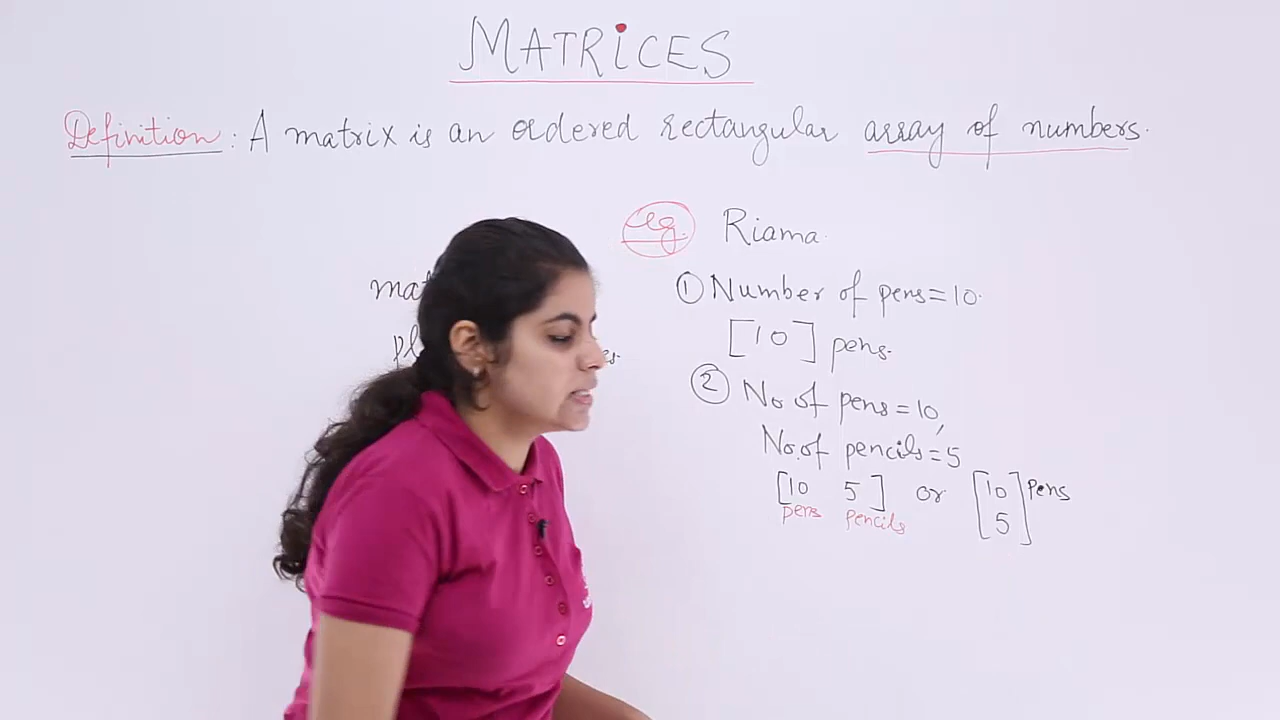 MATRiCES
Definition: A matrix is an ordered rectangular array of numbers.
eg. Riama.
① Number of pens = 10.
[10] pens.
② No of pens = 10,
No. of pencils = 5
[10 5] or [10 pens
pens pencils 5]